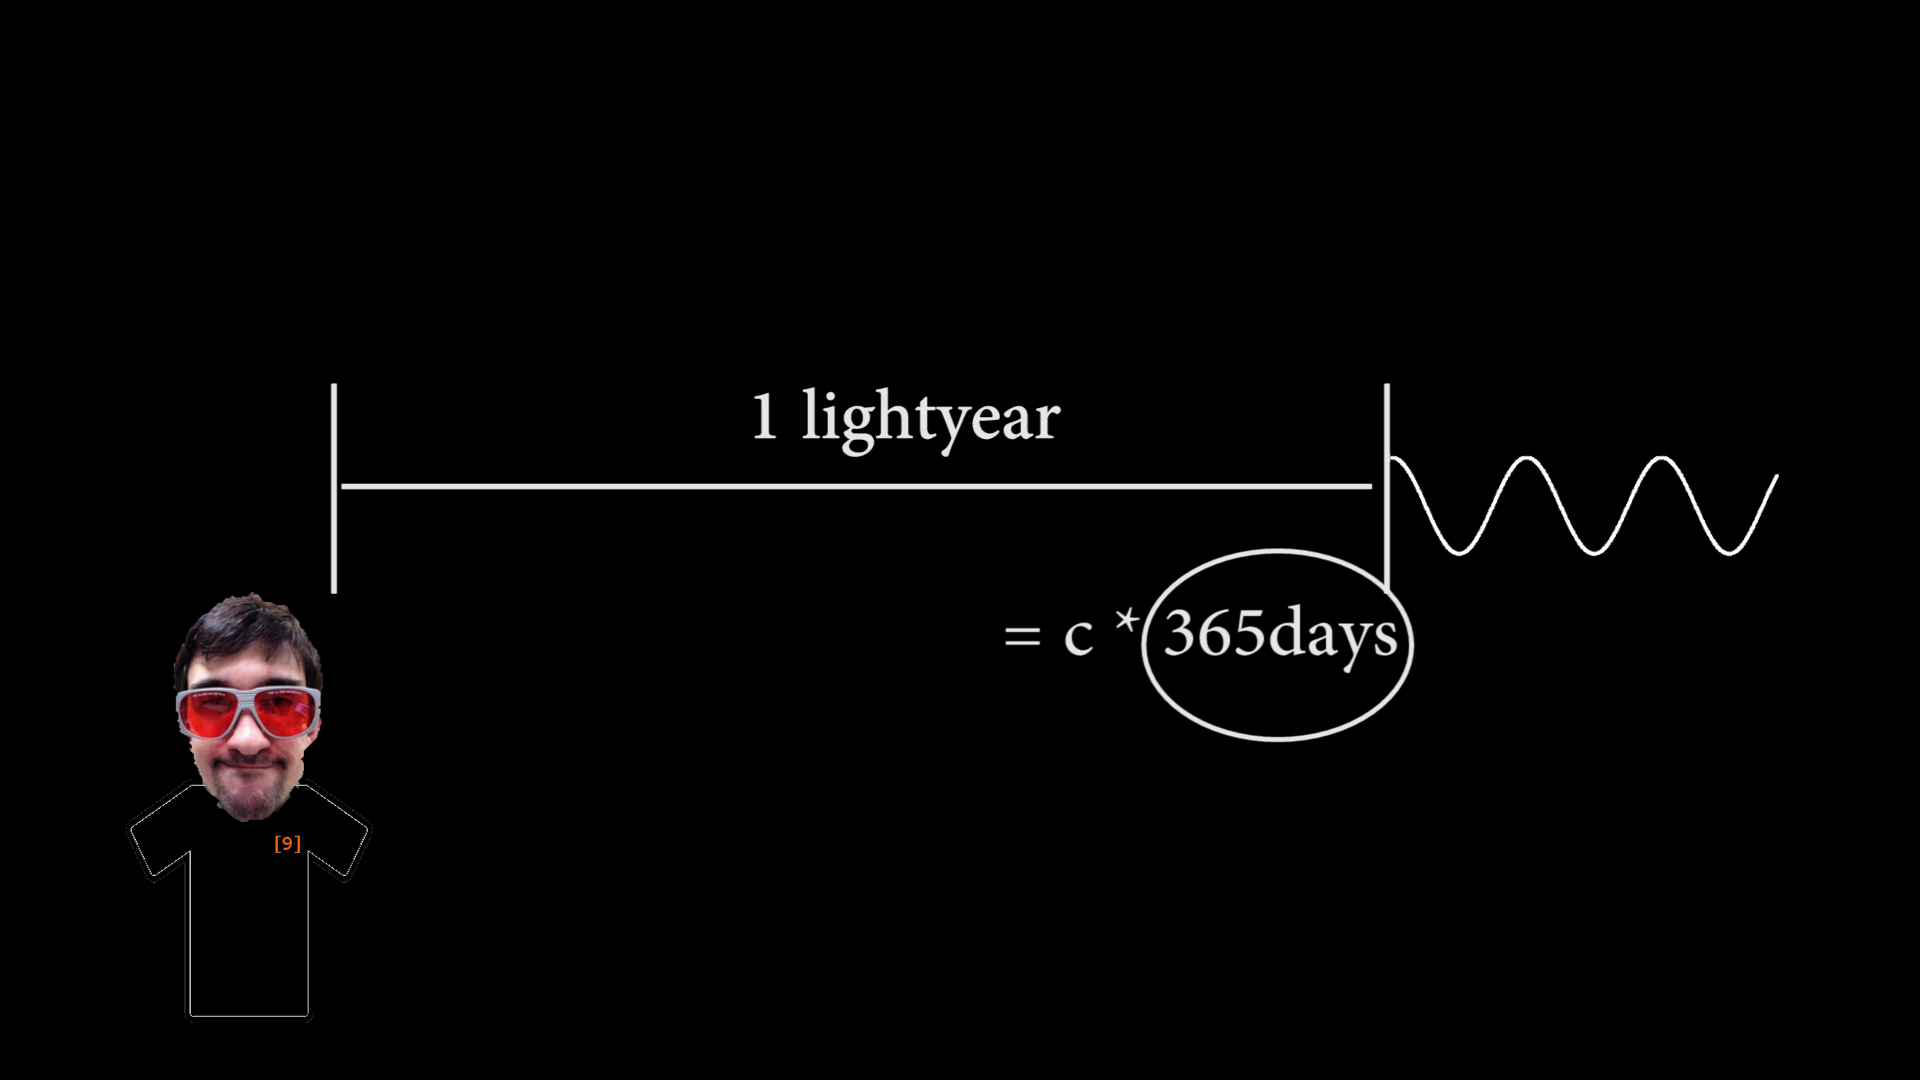 1 lightyear
= c * 365days
[9]